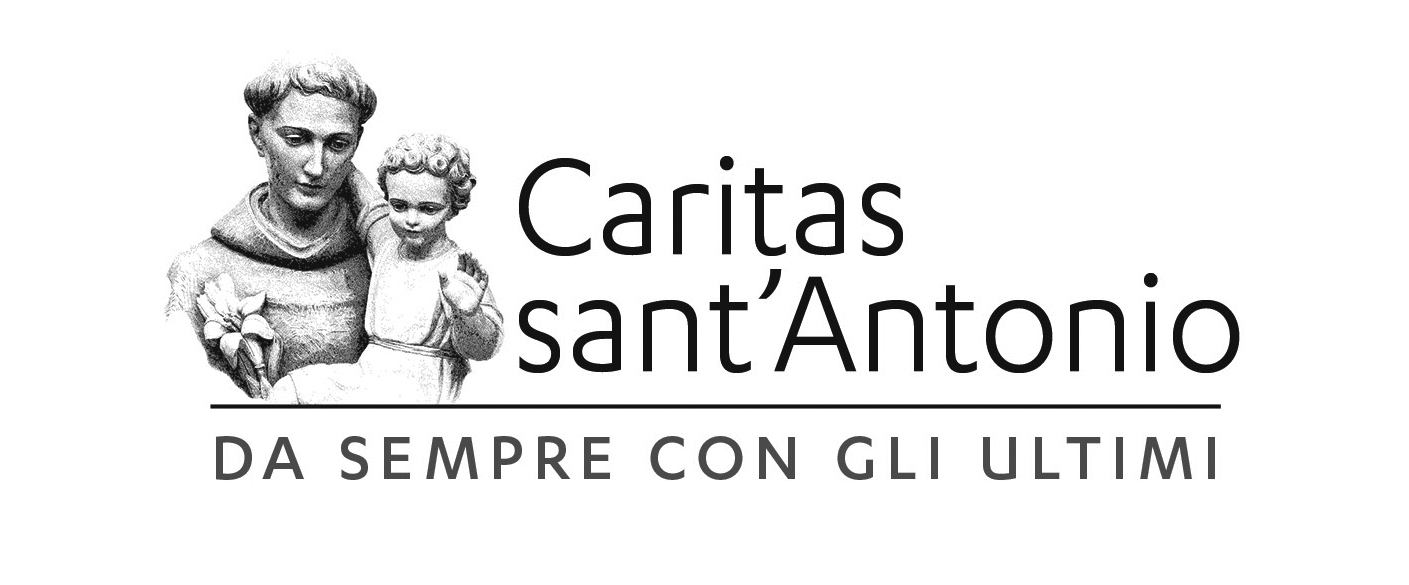 Caritas
sant’Antonio
DA SEMPRE CON GLI ULTIMI